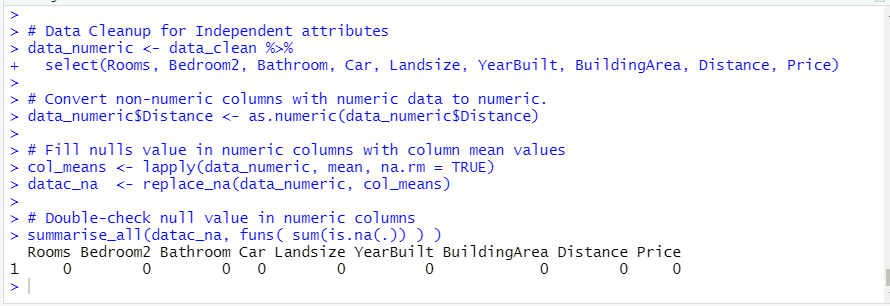 >
> # Data Cleanup for Independent attributes
> data_numeric <- data_clean %>%
+   select(Rooms, Bedroom2, Bathroom, Car, Landsize, YearBuilt, BuildingArea, Distance, Price)
>
> # Convert non-numeric columns with numeric data to numeric.
> data_numeric$Distance <- as.numeric(data_numeric$Distance)
>
> # Fill nulls value in numeric columns with column mean values
> col_means <- lapply(data_numeric, mean, na.rm = TRUE)
> datac_na  <- replace_na(data_numeric, col_means)
>
> # Double-check null value in numeric columns
> summarise_all(datac_na, funs( sum(is.na(.)) ) )
  Rooms Bedroom2 Bathroom Car Landsize YearBuilt BuildingArea Distance Price
1     0        0        0   0        0         0            0        0     0
>